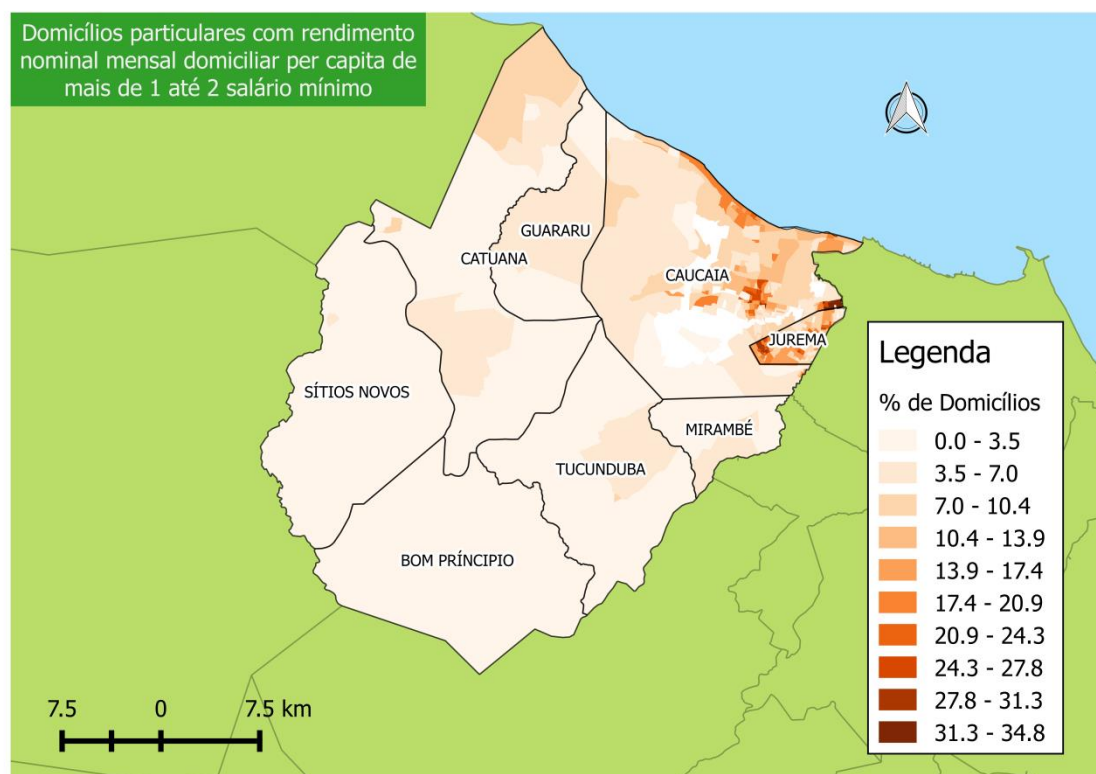 Domicílios particulares com rendimento
nominal mensal domiciliar per capita de
mais de 1 até 2 salário mínimo
GUARARU
CATUANA
CAUCAIA
JUREMA
SÍTIOS NOVOS
MIRAMBÉ
TUCUNDUBA
BOM PRÍNCIPIO
Legenda
% de Domicílios
0.0 - 3.5
3.5 - 7.0
7.0 - 10.4
10.4 - 13.9
13.9 - 17.4
17.4 - 20.9
20.9 - 24.3
24.3 - 27.8
27.8 - 31.3
31.3 - 34.8
7.5 0 7.5 km